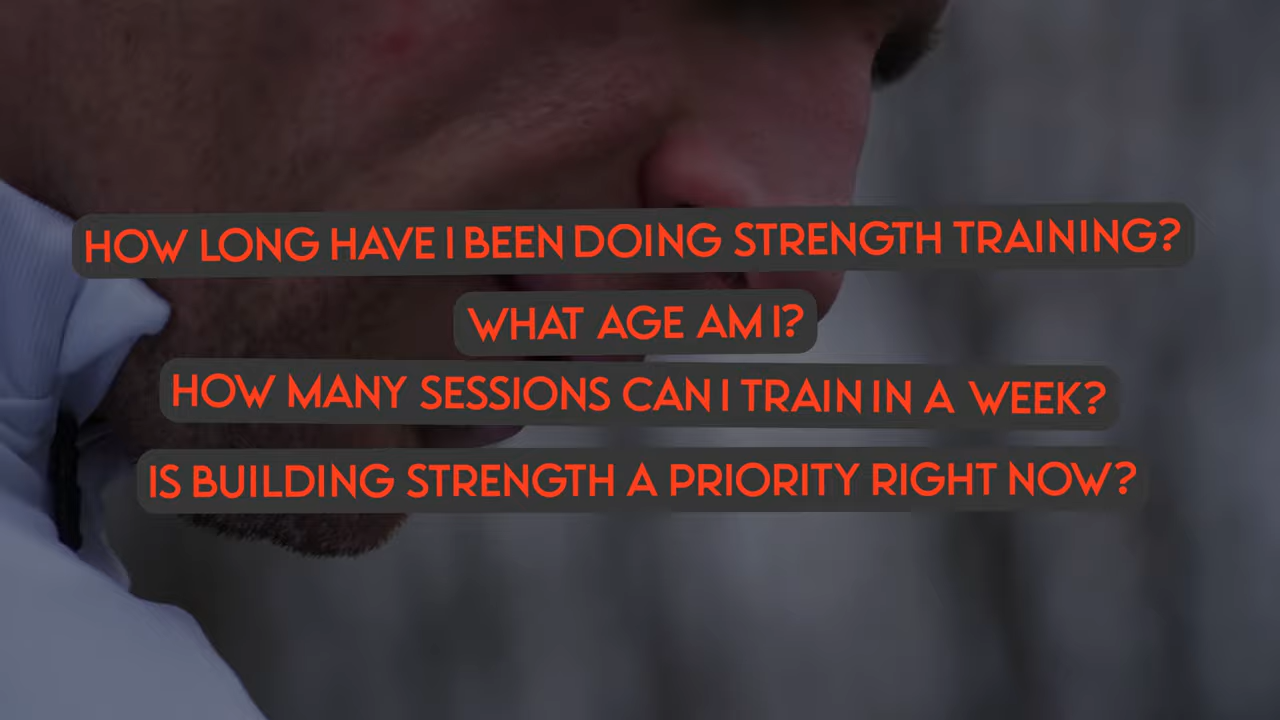 HOW LONG HAVE I BEEN DOING STRENGTH TRAINING?
WHAT AGE AM I?
HOW MANY SESSIONS CAN I TRAIN IN A WEEK?
IS BUILDING STRENGTH A PRIORITY RIGHT NOW?